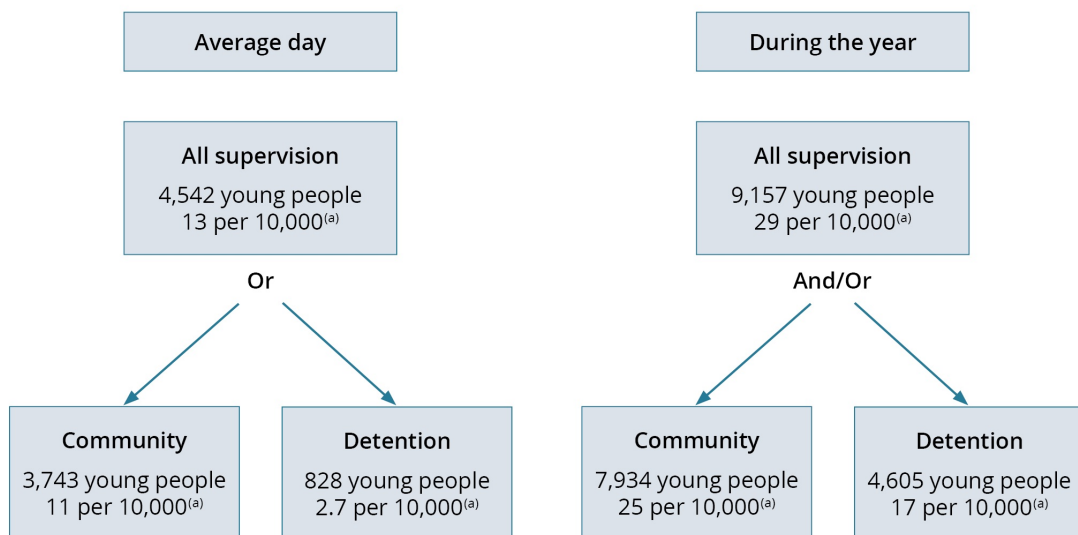 Average day
During the year
All supervision
4,542 young people
13 per 10,000(a)
All supervision
9,157 young people
29 per 10,000(a)
Or
And/Or
Community
3,743 young people
11 per 10,000(a)
Detention
828 young people
2.7 per 10,000(a)
Community
7,934 young people
25 per 10,000(a)
Detention
4,605 young people
17 per 10,000(a)